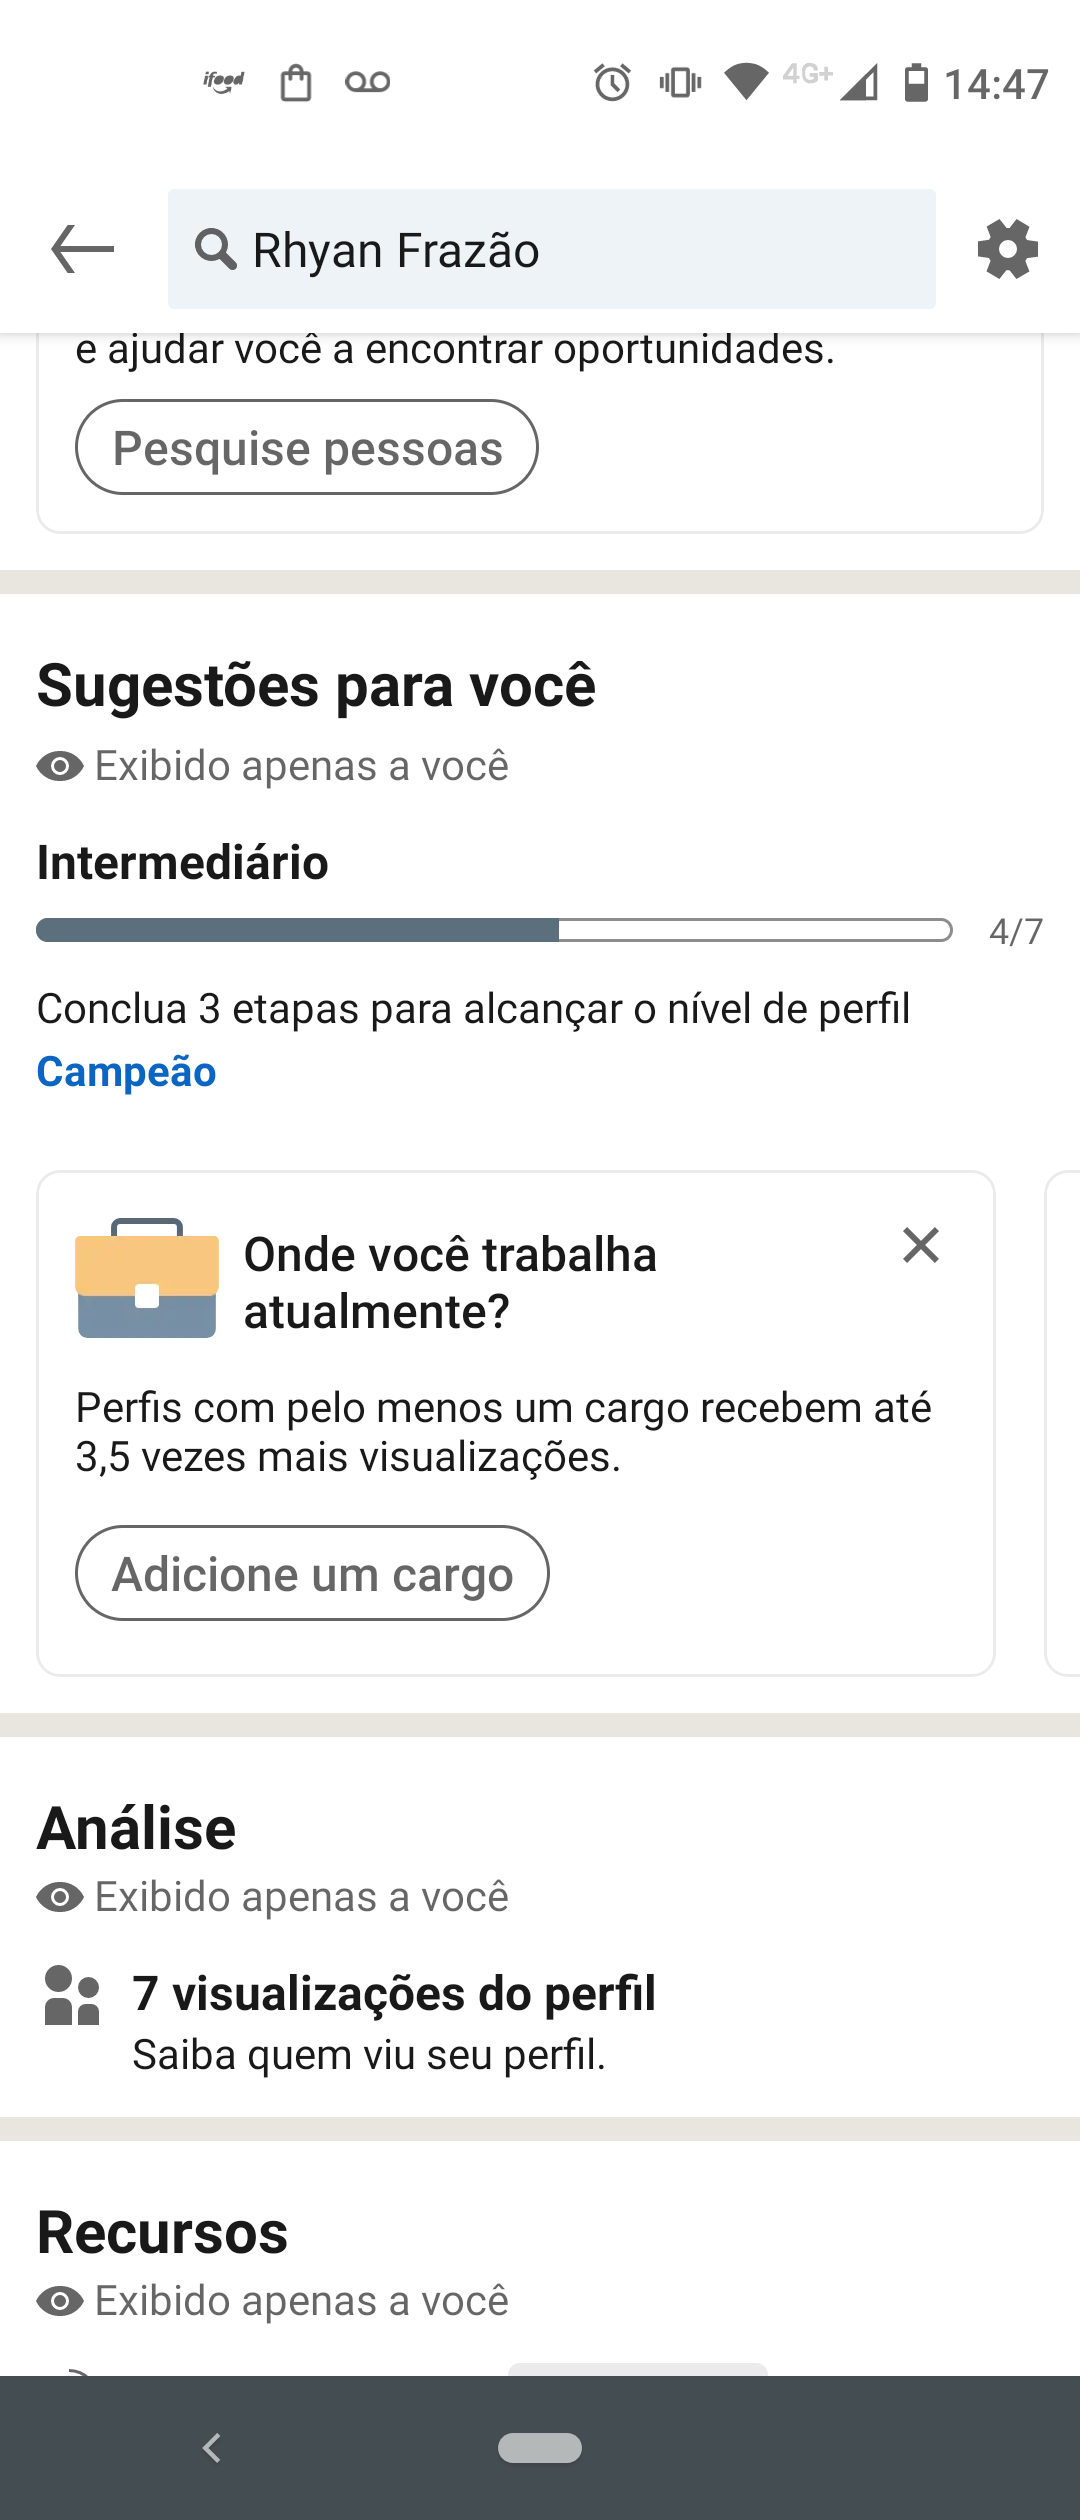 ifood
4G+
14:47
Rhyan Frazão
e ajudar você a encontrar oportunidades.
Pesquise pessoas
Sugestões para você
Exibido apenas a você
Intermediário
4/7
Conclua 3 etapas para alcançar o nível de perfil
Campeão
Onde você trabalha
atualmente?
Perfis com pelo menos um cargo recebem até
3,5 vezes mais visualizações.
Adicione um cargo
Análise
Exibido apenas a você
7 visualizações do perfil
Saiba quem viu seu perfil.
Recursos
Exibido apenas a você